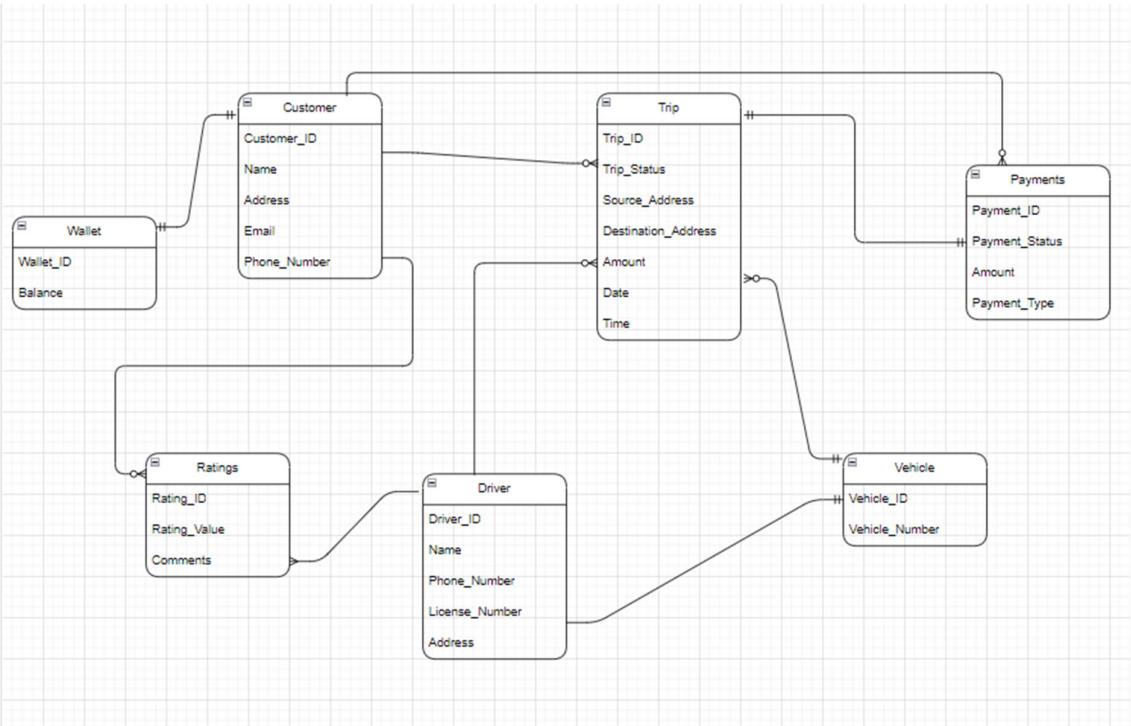 Customer
Customer_ID
Name
Address
Email
Phone_Number
Trip
Trip_ID
Trip_Status
Source_Address
Destination_Address
Amount
Date
Time
Payments
Payment_ID
Payment_Status
Amount
Payment_Type
Wallet
Wallet_ID
Balance
Ratings
Rating_ID
Rating_Value
Comments
Driver
Driver_ID
Name
Phone_Number
License_Number
Address
Vehicle
Vehicle_ID
Vehicle_Number